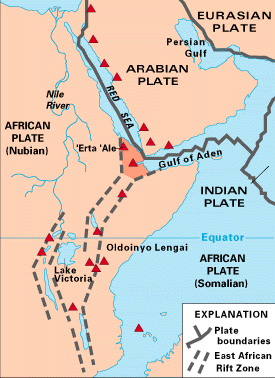 EURASIAN
PLATE
Persian
Gulf
ARABIAN
PLATE
RED SEA
Nile
River
AFRICAN
PLATE
(Nubian)
'Erta 'Ale
Gulf of Aden
INDIAN
PLATE
Equator
Oldoinyo Lengai
AFRICAN
PLATE
(Somalian)
Lake
Victoria
EXPLANATION
Plate
boundaries
East African
Rift Zone